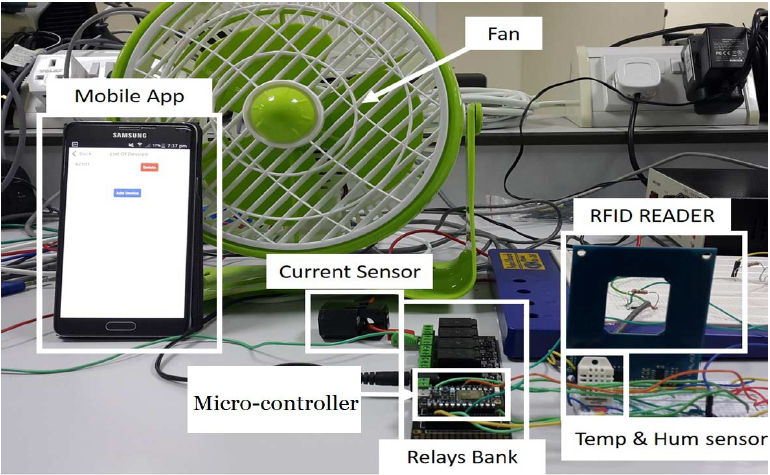 Fan
Mobile App
SAMSUNG
7:37 pm
List Of Devices
Delete
Add Device
RFID READER
Current Sensor
Micro-controller
Temp & Hum sensor
Relays Bank